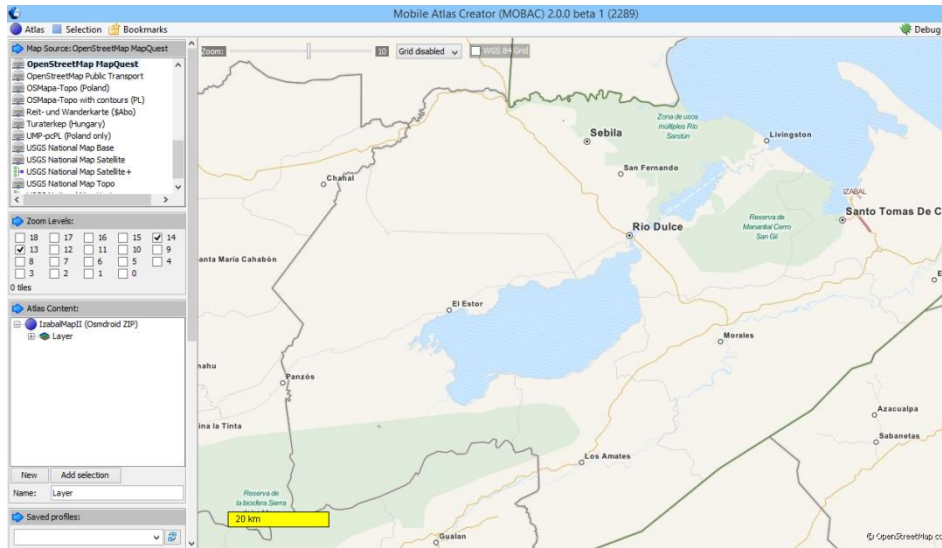 Mobile Atlas Creator (MOBAC) 2.0.0 beta 1 (2289)
Atlas Selection Bookmarks
Debug
Map Source: OpenStreetMap MapQuest
OpenStreetMap MapQuest
OpenStreetMap Public Transport
OSMapa-Topo (Poland)
OSMapa-Topo with contours (PL)
Reit- und Wanderkarte ($Abo)
Turaterkep (Hungary)
UMP-pcPL (Poland only)
USGS National Map Base
USGS National Map Satellite
USGS National Map Satellite+
USGS National Map Topo
Zoom Levels:
18 17 16 15 14
13 12 11 10 9
8 7 6 5 4
3 2 1 0
0 tiles
Atlas Content:
IzabalMapII (Osmdroid ZIP)
Layer
New Add selection
Name: Layer
Saved profiles:
Zoom: 10 Grid disabled WGS 84 Grid
Sebila
Zona de usos
múltiples Río
Sarstún
Livingston
San Fernando
Chahal
IZABAL
Santo Tomas De C
Rio Dulce
Reserva de
Manantial Cerro
San Gil
anta María Cahabón
El Estor
Morales
nahu
Panzós
Azacualpa
ina la Tinta
Sabanetas
Los Amates
Reserva de
la biosfera Sierra
20 km
Gualan
© OpenStreetMap co